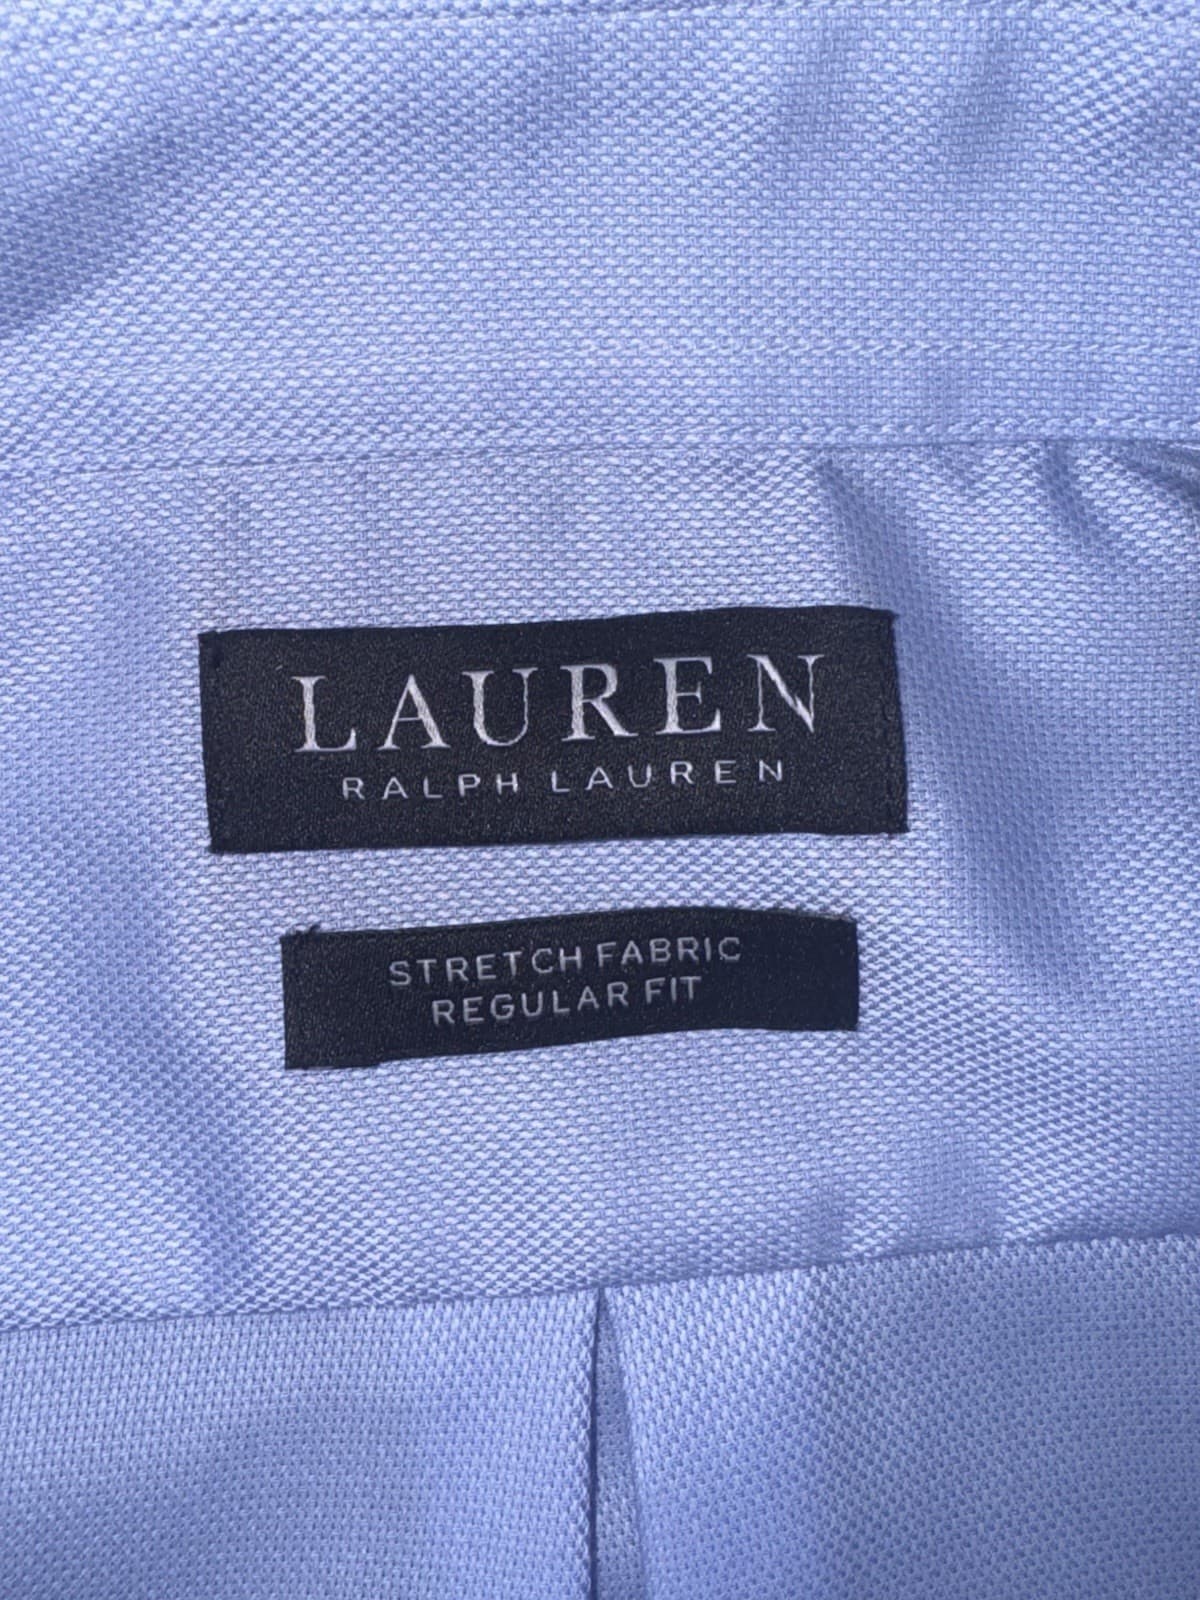 LAUREN
RALPH LAUREN
STRETCH FABRIC
REGULAR FIT